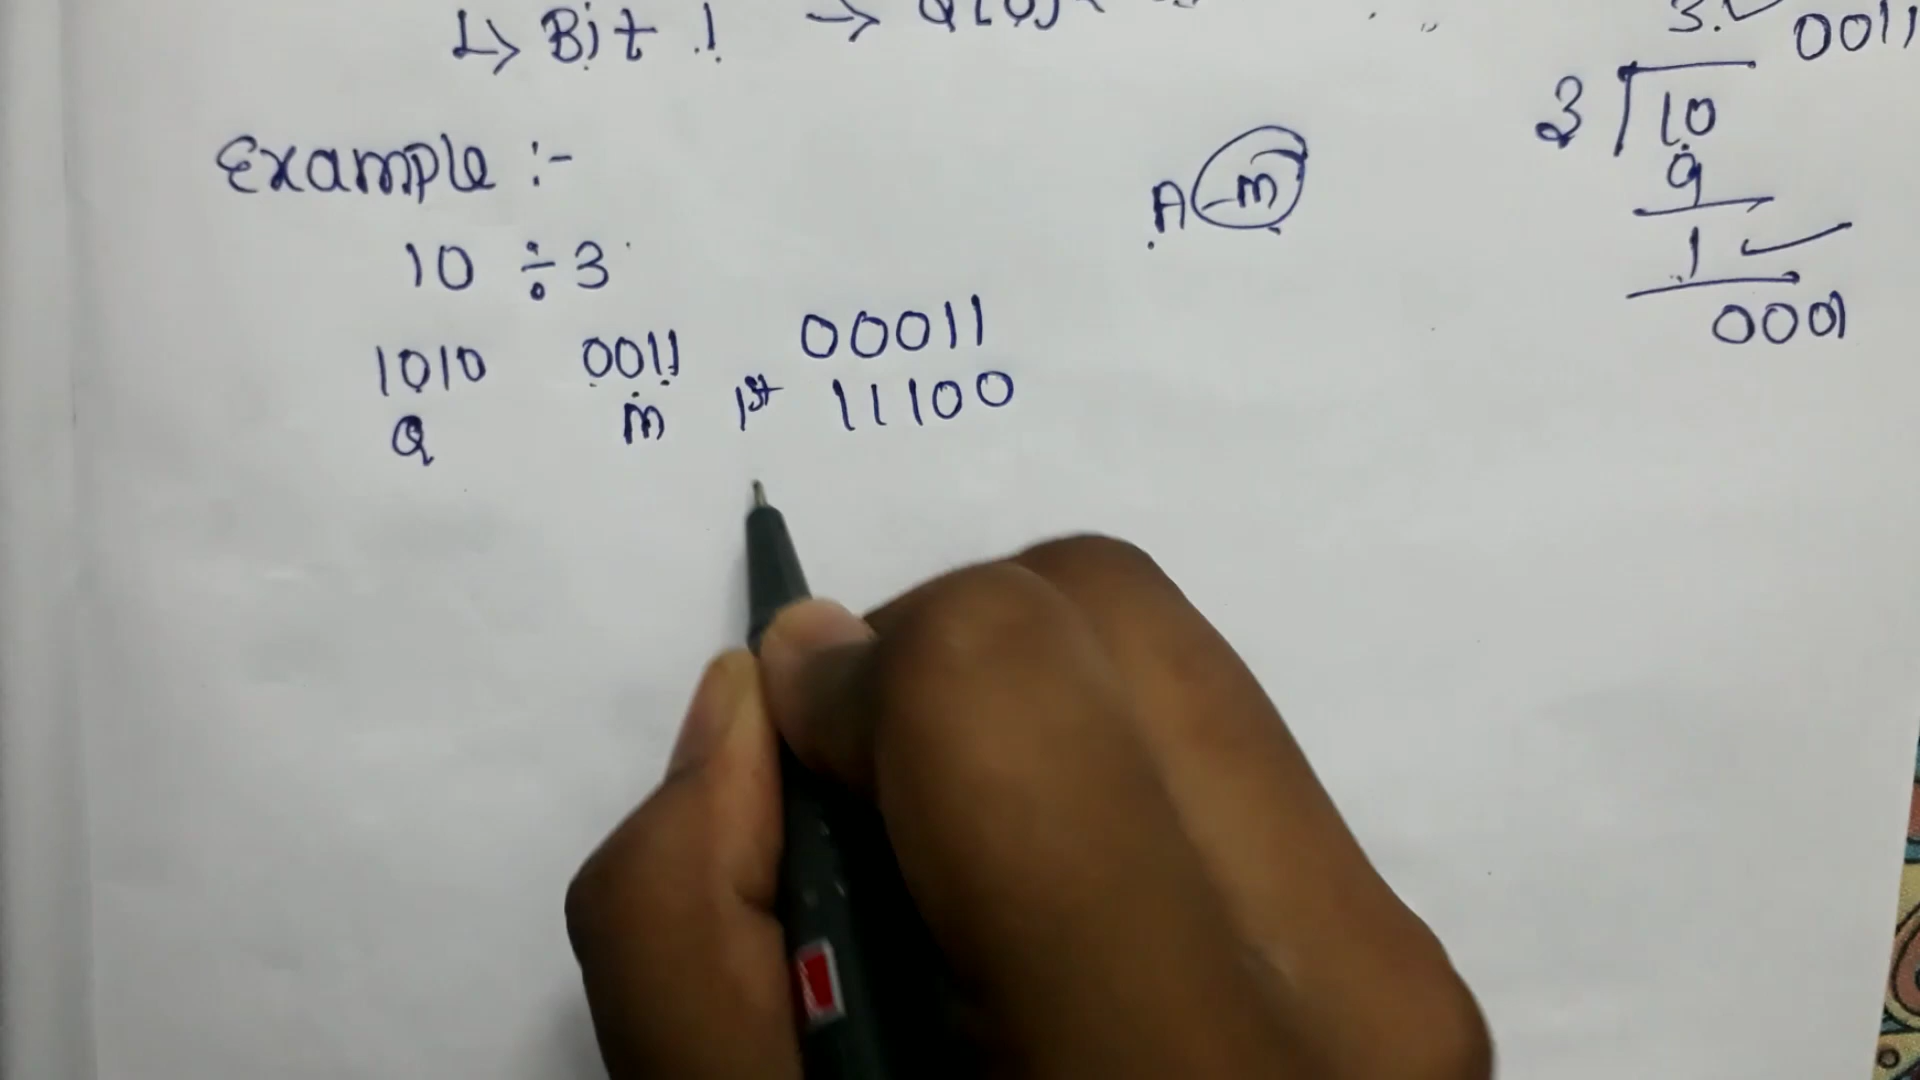 ↳ Bit 1 →
Example :-
10 ÷ 3
1010 0011 00011
Q M 1st 11100
A -M
3. ✓ 0011
3 10
9
1 ✓
0001